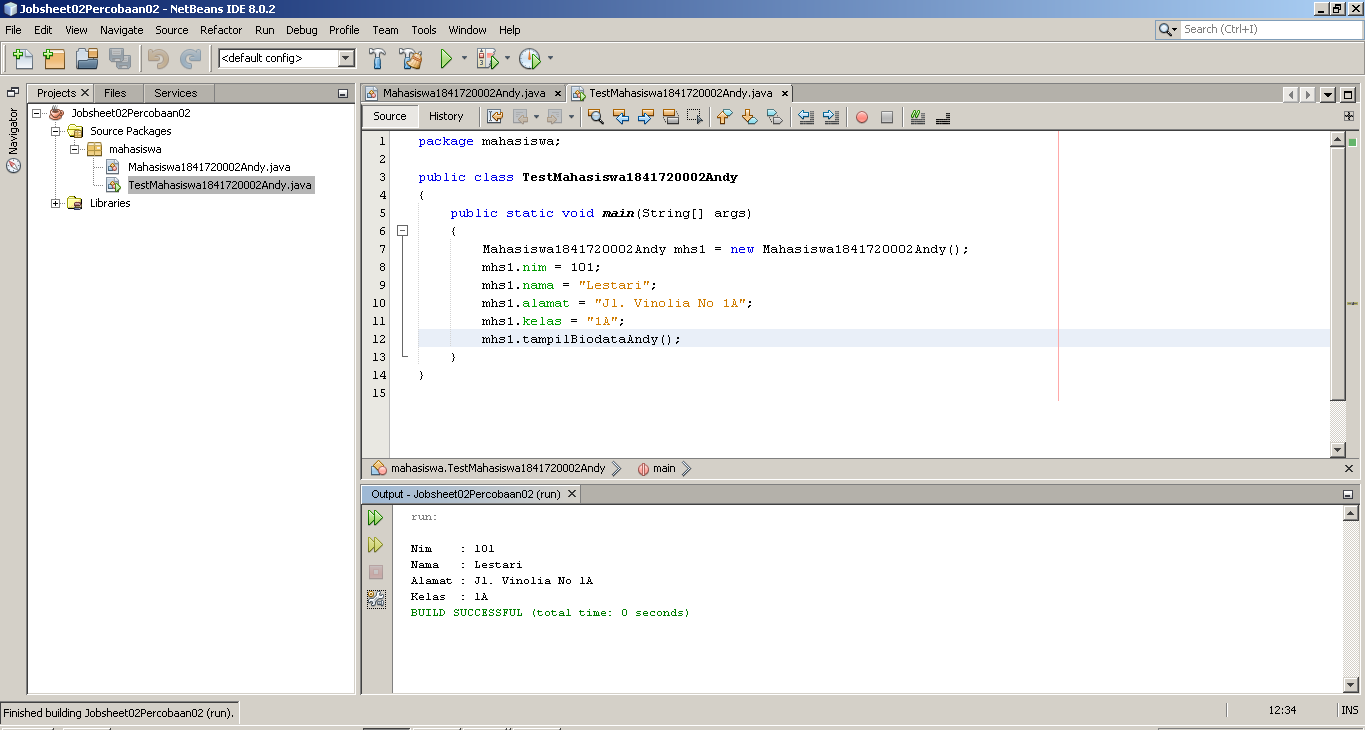 Jobsheet02Percobaan02 - NetBeans IDE 8.0.2
File Edit View Navigate Source Refactor Run Debug Profile Team Tools Window Help
Search (Ctrl+I)
<default config>
Projects Files Services
Navigator
Jobsheet02Percobaan02
Source Packages
mahasiswa
Mahasiswa1841720002Andy.java
TestMahasiswa1841720002Andy.java
Libraries
Mahasiswa1841720002Andy.java TestMahasiswa1841720002Andy.java
Source History
1 package mahasiswa;
2
3 public class TestMahasiswa1841720002Andy
4 {
5 public static void main(String[] args)
6 {
7 Mahasiswa1841720002Andy mhs1 = new Mahasiswa1841720002Andy();
8 mhs1.nim = 101;
9 mhs1.nama = "Lestari";
10 mhs1.alamat = "Jl. Vinolia No 1A";
11 mhs1.kelas = "1A";
12 mhs1.tampilBiodataAndy();
13 }
14 }
15
mahasiswa.TestMahasiswa1841720002Andy main
Output - Jobsheet02Percobaan02 (run)
run:
Nim : 101
Nama : Lestari
Alamat : Jl. Vinolia No 1A
Kelas : 1A
BUILD SUCCESSFUL (total time: 0 seconds)
Finished building Jobsheet02Percobaan02 (run).
12:34 INS